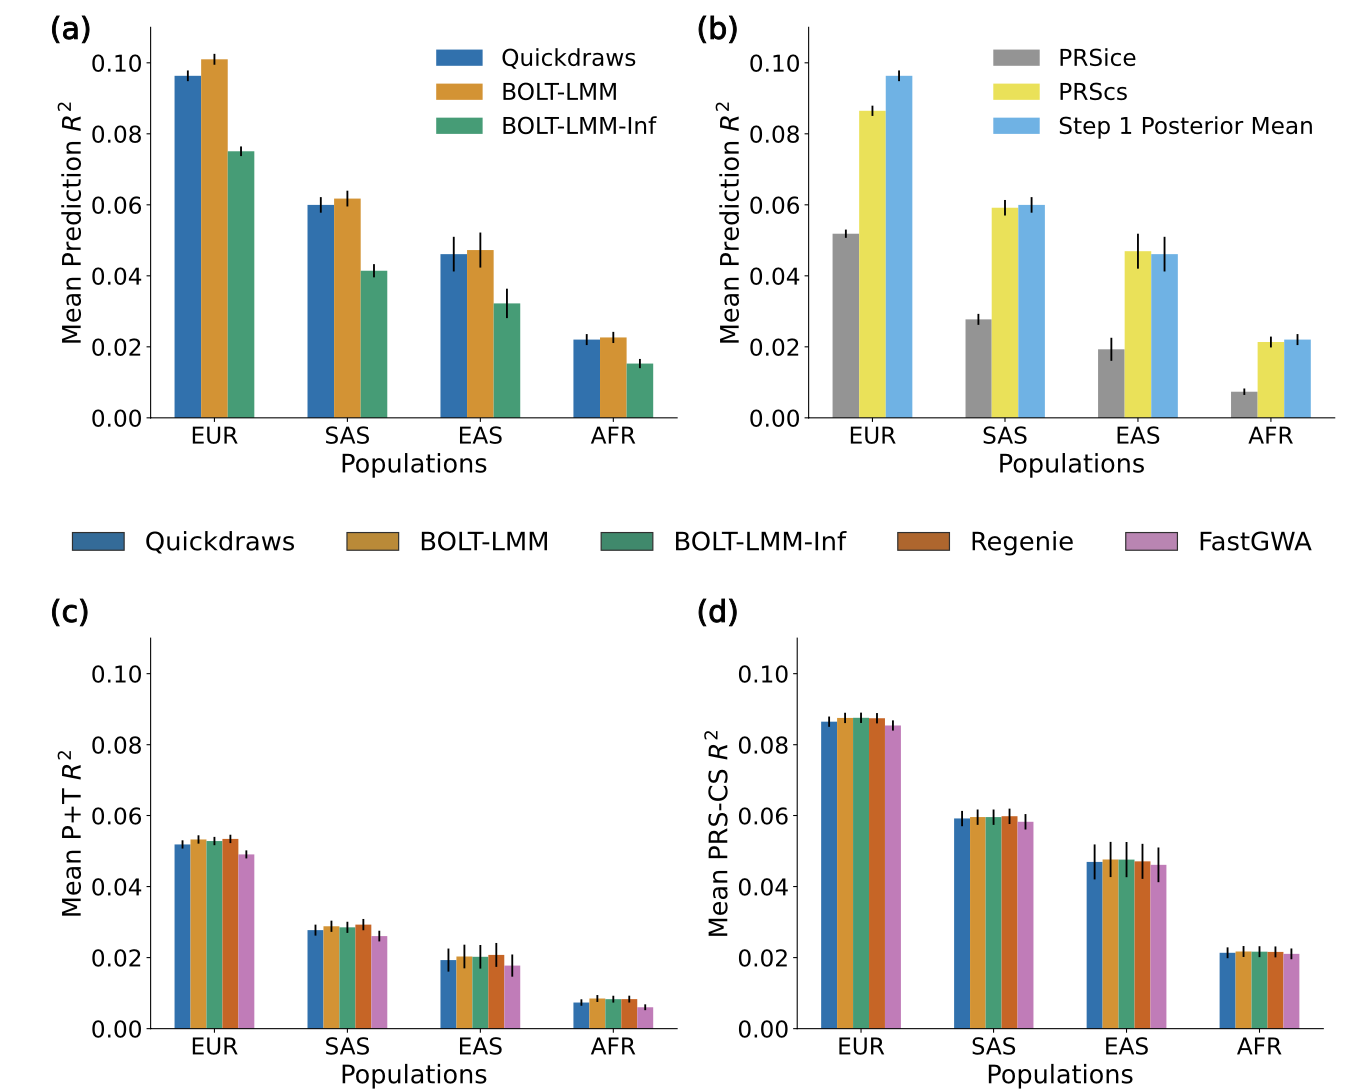 (a)
Mean Prediction R²
0.10
0.08
0.06
0.04
0.02
0.00
Quickdraws
BOLT-LMM
BOLT-LMM-Inf
EUR SAS EAS AFR
Populations
(b)
Mean Prediction R²
0.10
0.08
0.06
0.04
0.02
0.00
PRSice
PRScs
Step 1 Posterior Mean
EUR SAS EAS AFR
Populations
Quickdraws BOLT-LMM BOLT-LMM-Inf Regenie FastGWA
(c)
Mean P+T R²
0.10
0.08
0.06
0.04
0.02
0.00
EUR SAS EAS AFR
Populations
(d)
Mean PRS-CS R²
0.10
0.08
0.06
0.04
0.02
0.00
EUR SAS EAS AFR
Populations